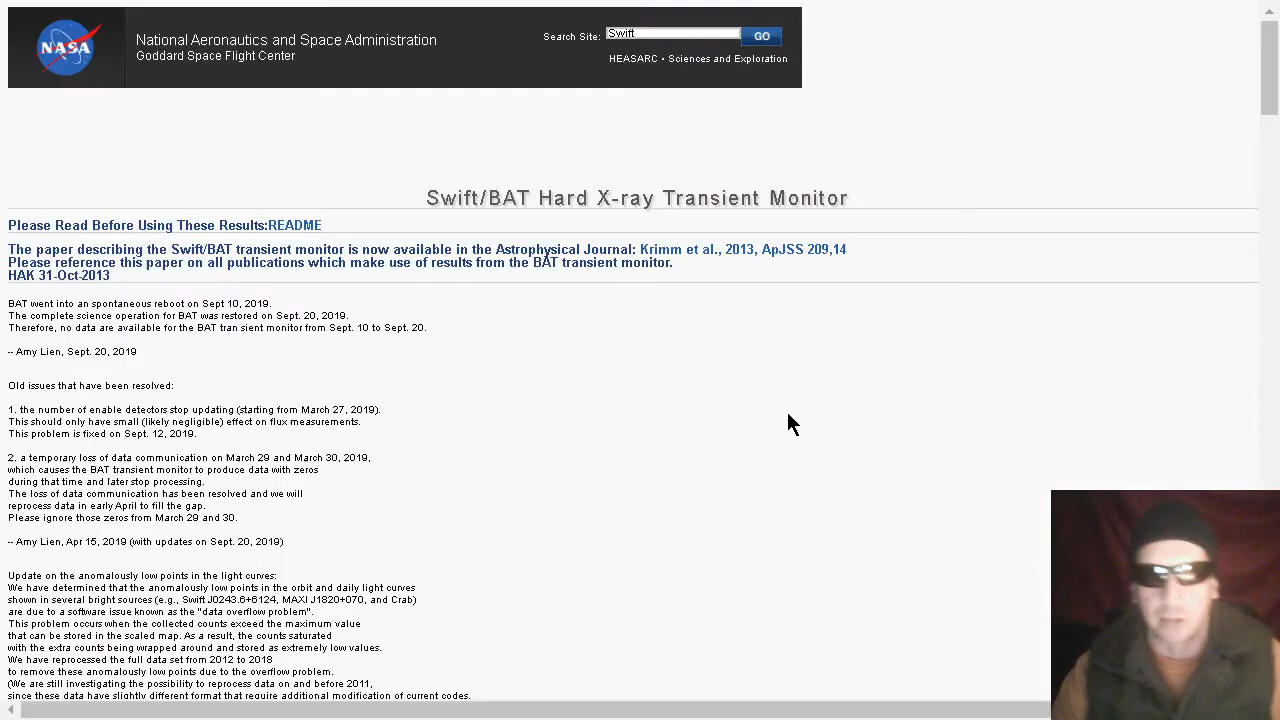 NASA
National Aeronautics and Space Administration
Goddard Space Flight Center
Search Site: Swift GO
HEASARC • Sciences and Exploration
Swift/BAT Hard X-ray Transient Monitor
Please Read Before Using These Results:README
The paper describing the Swift/BAT transient monitor is now available in the Astrophysical Journal: Krimm et al., 2013, ApJSS 209,14
Please reference this paper on all publications which make use of results from the BAT transient monitor.
HAK 31-Oct-2013
BAT went into an spontaneous reboot on Sept 10, 2019.
The complete science operation for BAT was restored on Sept. 20, 2019.
Therefore, no data are available for the BAT tran sient monitor from Sept. 10 to Sept. 20.
-- Amy Lien, Sept. 20, 2019
Old issues that have been resolved:
1. the number of enable detectors stop updating (starting from March 27, 2019).
This should only have small (likely negligible) effect on flux measurements.
This problem is fixed on Sept. 12, 2019.
2. a temporary loss of data communication on March 29 and March 30, 2019,
which causes the BAT transient monitor to produce data with zeros
during that time and later stop processing.
The loss of data communication has been resolved and we will
reprocess data in early April to fill the gap.
Please ignore those zeros from March 29 and 30.
-- Amy Lien, Apr 15, 2019 (with updates on Sept. 20, 2019)
Update on the anomalously low points in the light curves:
We have determined that the anomalously low points in the orbit and daily light curves
shown in several bright sources (e.g., Swift J0243.6+6124, MAXI J1820+070, and Crab)
are due to a software issue known as the "data overflow problem".
This problem occurs when the collected counts exceed the maximum value
that can be stored in the scaled map. As a result, the counts saturated
with the extra counts being wrapped around and stored as extremely low values.
We have reprocessed the full data set from 2012 to 2018
to remove these anomalously low points due to the overflow problem.
(We are still investigating the possibility to reprocess data on and before 2011,
since these data have slightly different format that require additional modification of current codes.